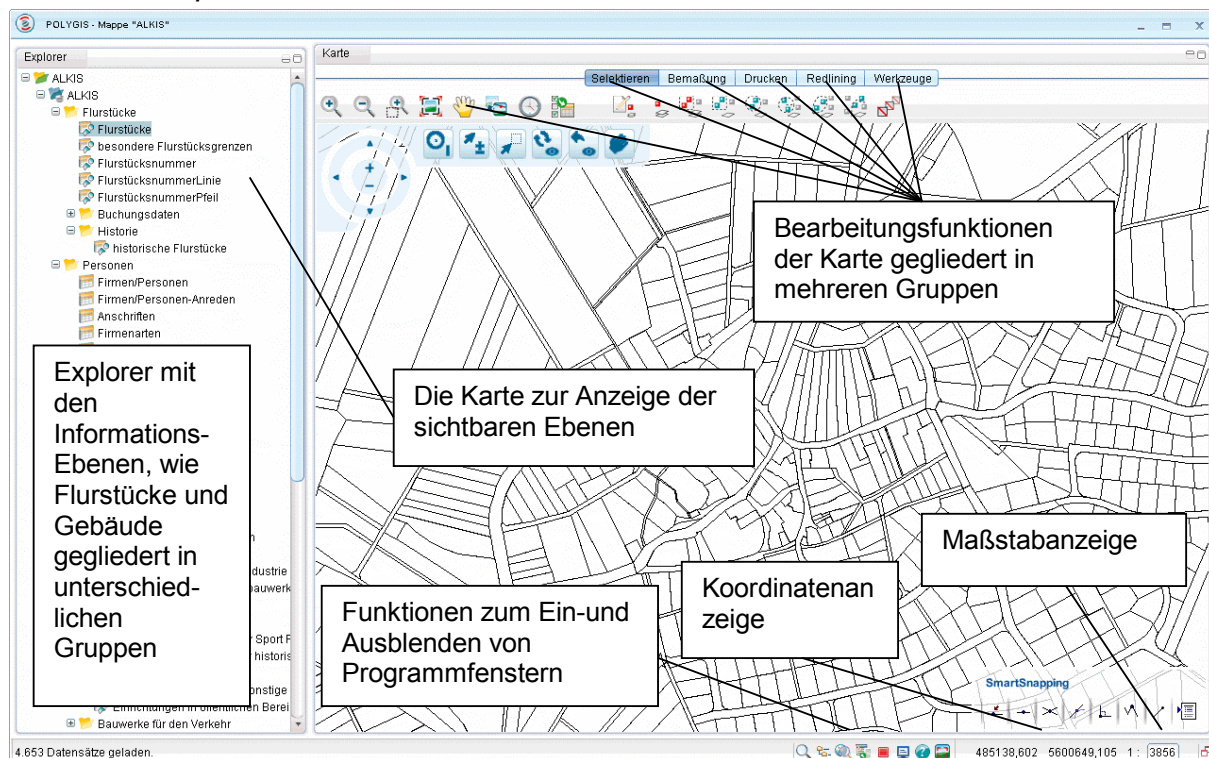 POLYGIS - Mappe "ALKIS"
Explorer
ALKIS
ALKIS
Flurstücke
Flurstücke
besondere Flurstücksgrenzen
Flurstücksnummer
FlurstücksnummerLinie
FlurstücksnummerPfeil
Buchungsdaten
Historie
historische Flurstücke
Personen
Firmen/Personen
Firmen/Personen-Anreden
Anschriften
Firmenarten
Explorer mit
den
Informations-
Ebenen, wie
Flurstücke und
Gebäude
gegliedert in
unterschied-
lichen
Gruppen
Bauwerke für den Verkehr
Karte
Selektieren Bemaßung Drucken Redlining Werkzeuge
Bearbeitungsfunktionen
der Karte gegliedert in
mehreren Gruppen
Die Karte zur Anzeige der
sichtbaren Ebenen
Maßstabanzeige
Koordinatenan
zeige
Funktionen zum Ein-und
Ausblenden von
Programmfenstern
SmartSnapping
4.653 Datensätze geladen.
485138,602 5600649,105 1 : 3856